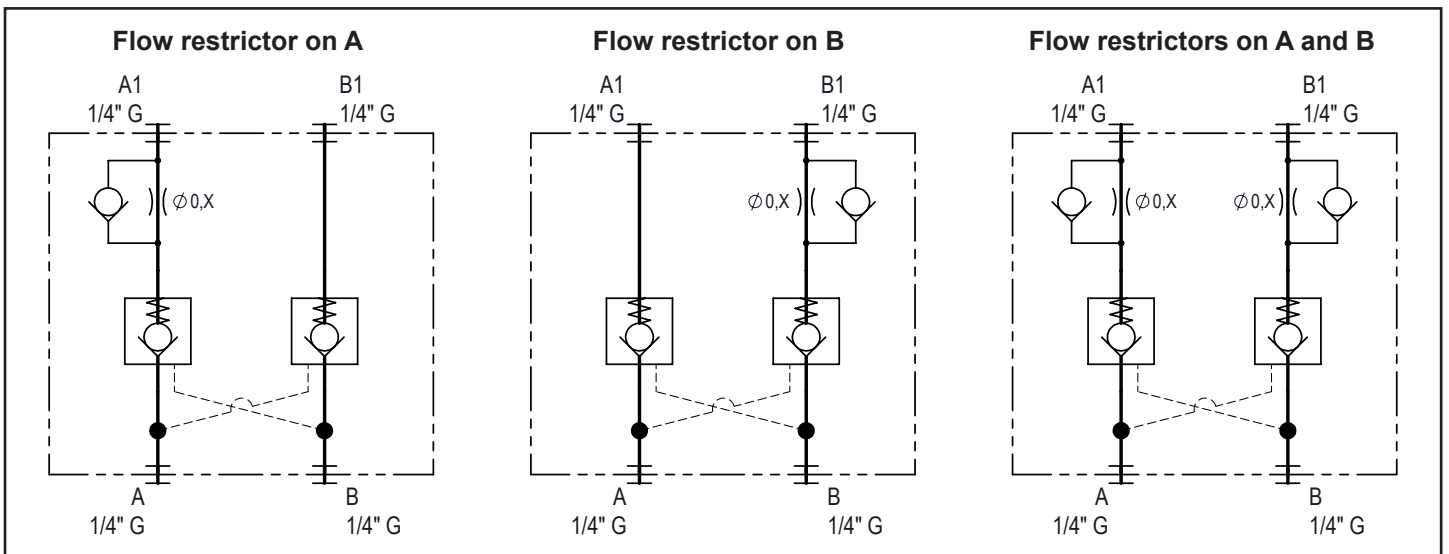 Flow restrictor on A
A1
1/4" G
B1
1/4" G
⌀ 0,X
A
1/4" G
B
1/4" G
Flow restrictor on B
A1
1/4" G
B1
1/4" G
⌀ 0,X
A
1/4" G
B
1/4" G
Flow restrictors on A and B
A1
1/4" G
B1
1/4" G
⌀ 0,X
⌀ 0,X
A
1/4" G
B
1/4" G